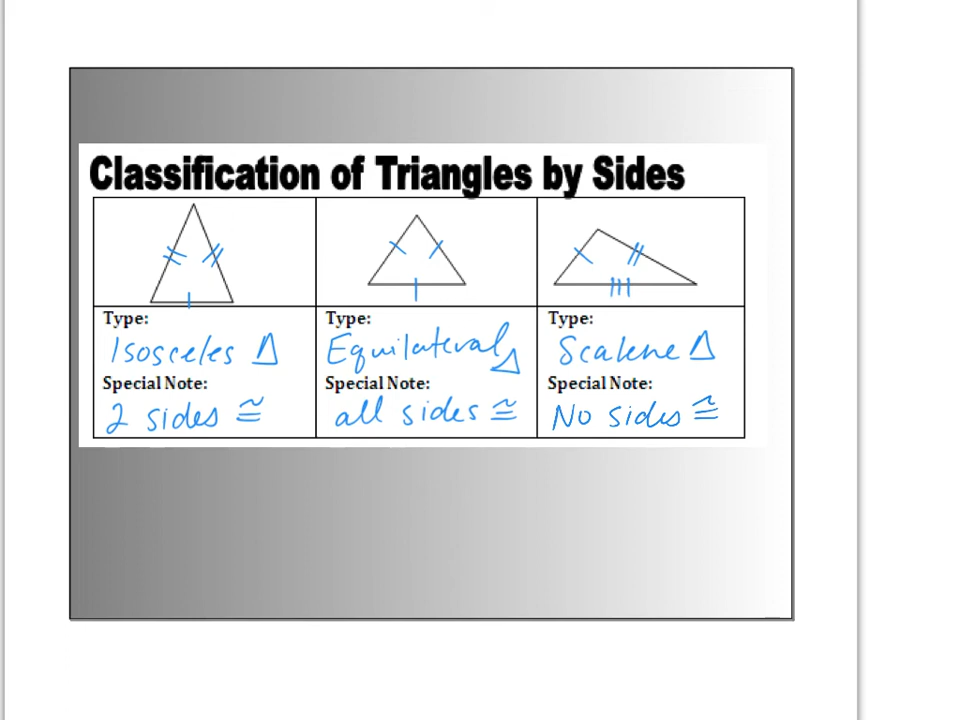 Classification of Triangles by Sides
Type:
Isosceles Δ
Special Note:
2 sides ≅
Type:
Equilateral Δ
Special Note:
all sides ≅
Type:
Scalene Δ
Special Note:
No sides ≅